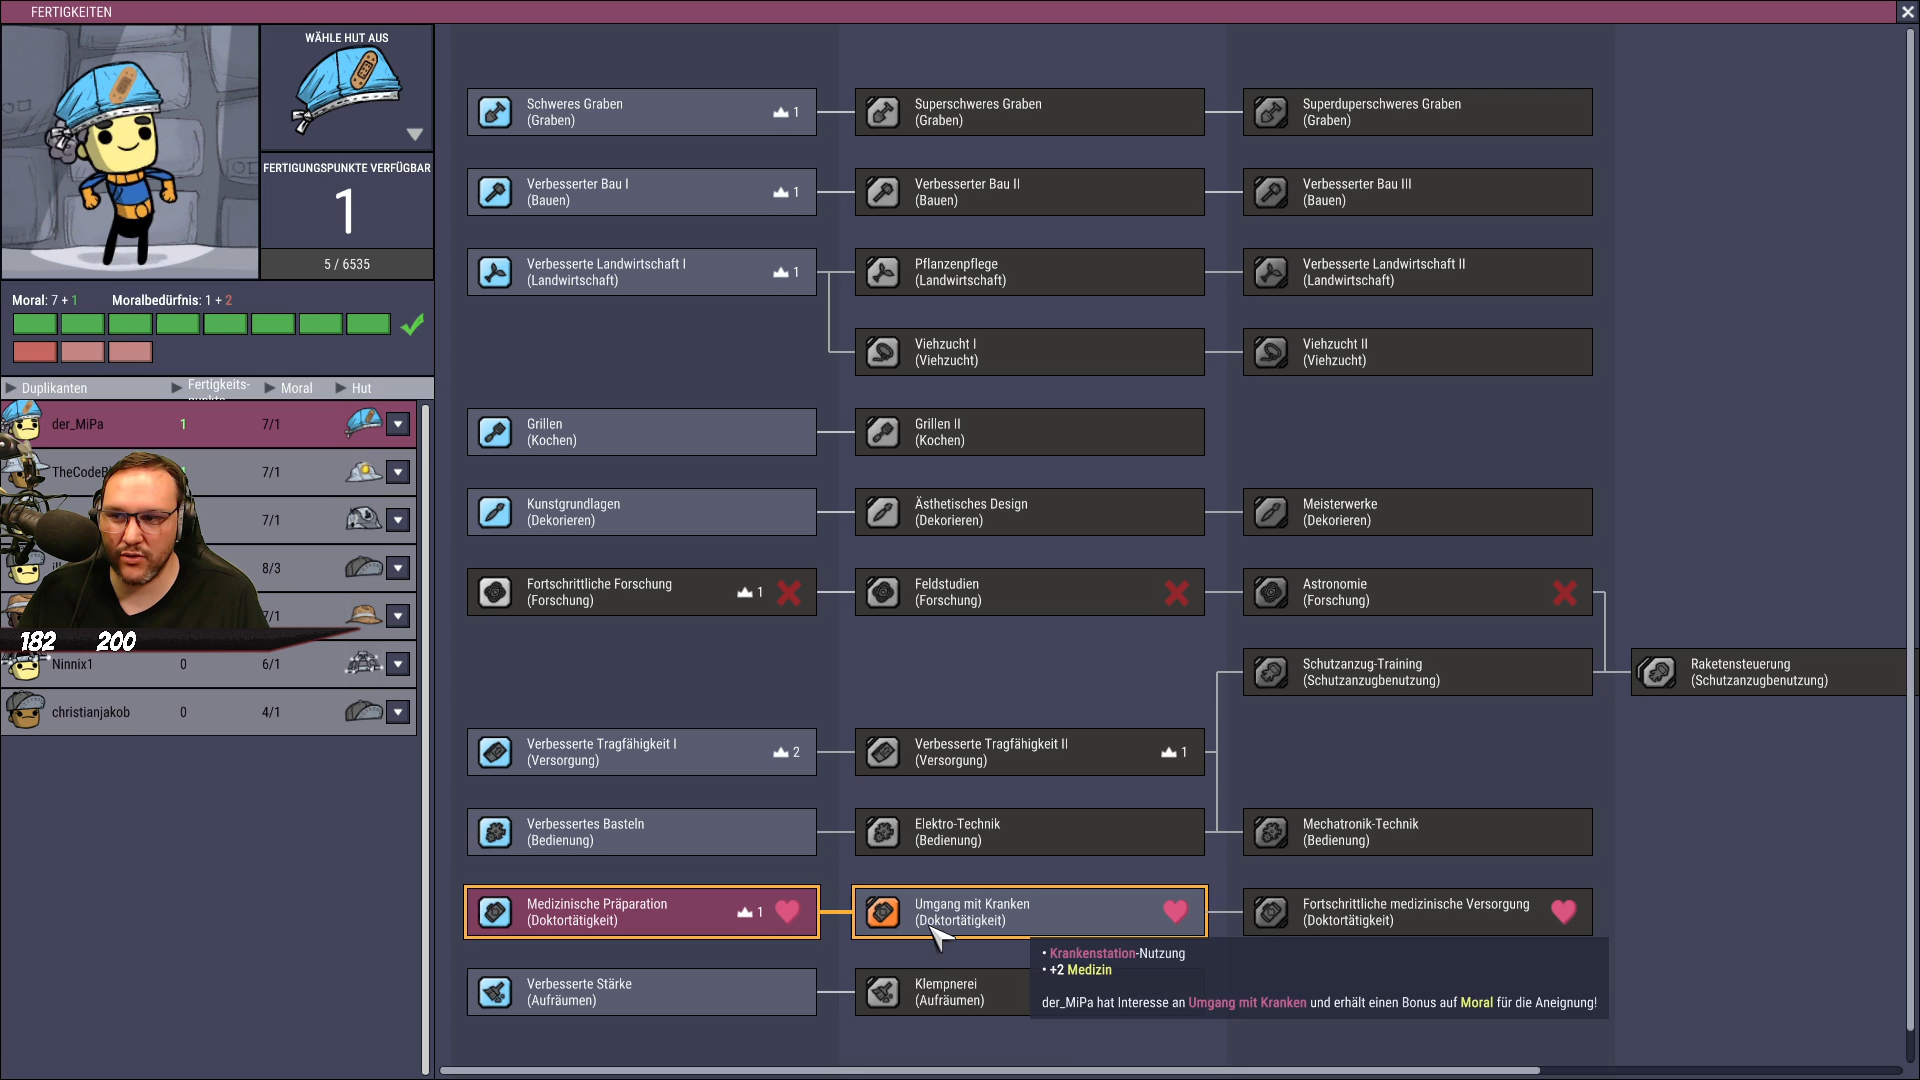 FERTIGKEITEN
WÄHLE HUT AUS
FERTIGUNGSPUNKTE VERFÜGBAR
1
5 / 6535
Moral: 7 + 1 Moralbedürfnis: 1 + 2
Duplikanten Fertigkeits- Moral Hut
der_MiPa 1 7/1
TheCodeB 7/1
7/1
8/3
7/1
182 200
Ninnix1 0 6/1
christianjakob 0 4/1
Schweres Graben
(Graben)
1
Superschweres Graben
(Graben)
Superduperschweres Graben
(Graben)
Verbesserter Bau I
(Bauen)
1
Verbesserter Bau II
(Bauen)
Verbesserter Bau III
(Bauen)
Verbesserte Landwirtschaft I
(Landwirtschaft)
1
Pflanzenpflege
(Landwirtschaft)
Verbesserte Landwirtschaft II
(Landwirtschaft)
Viehzucht I
(Viehzucht)
Viehzucht II
(Viehzucht)
Grillen
(Kochen)
Grillen II
(Kochen)
Kunstgrundlagen
(Dekorieren)
Ästhetisches Design
(Dekorieren)
Meisterwerke
(Dekorieren)
Fortschrittliche Forschung
(Forschung)
1
Feldstudien
(Forschung)
Astronomie
(Forschung)
Schutzanzug-Training
(Schutzanzugbenutzung)
Raketensteuerung
(Schutzanzugbenutzung)
Verbesserte Tragfähigkeit I
(Versorgung)
2
Verbesserte Tragfähigkeit II
(Versorgung)
1
Verbessertes Basteln
(Bedienung)
Elektro-Technik
(Bedienung)
Mechatronik-Technik
(Bedienung)
Medizinische Präparation
(Doktortätigkeit)
1
Umgang mit Kranken
(Doktortätigkeit)
Fortschrittliche medizinische Versorgung
(Doktortätigkeit)
Verbesserte Stärke
(Aufräumen)
Klempnerei
(Aufräumen)
• Krankenstation-Nutzung
• +2 Medizin
der_MiPa hat Interesse an Umgang mit Kranken und erhält einen Bonus auf Moral für die Aneignung!